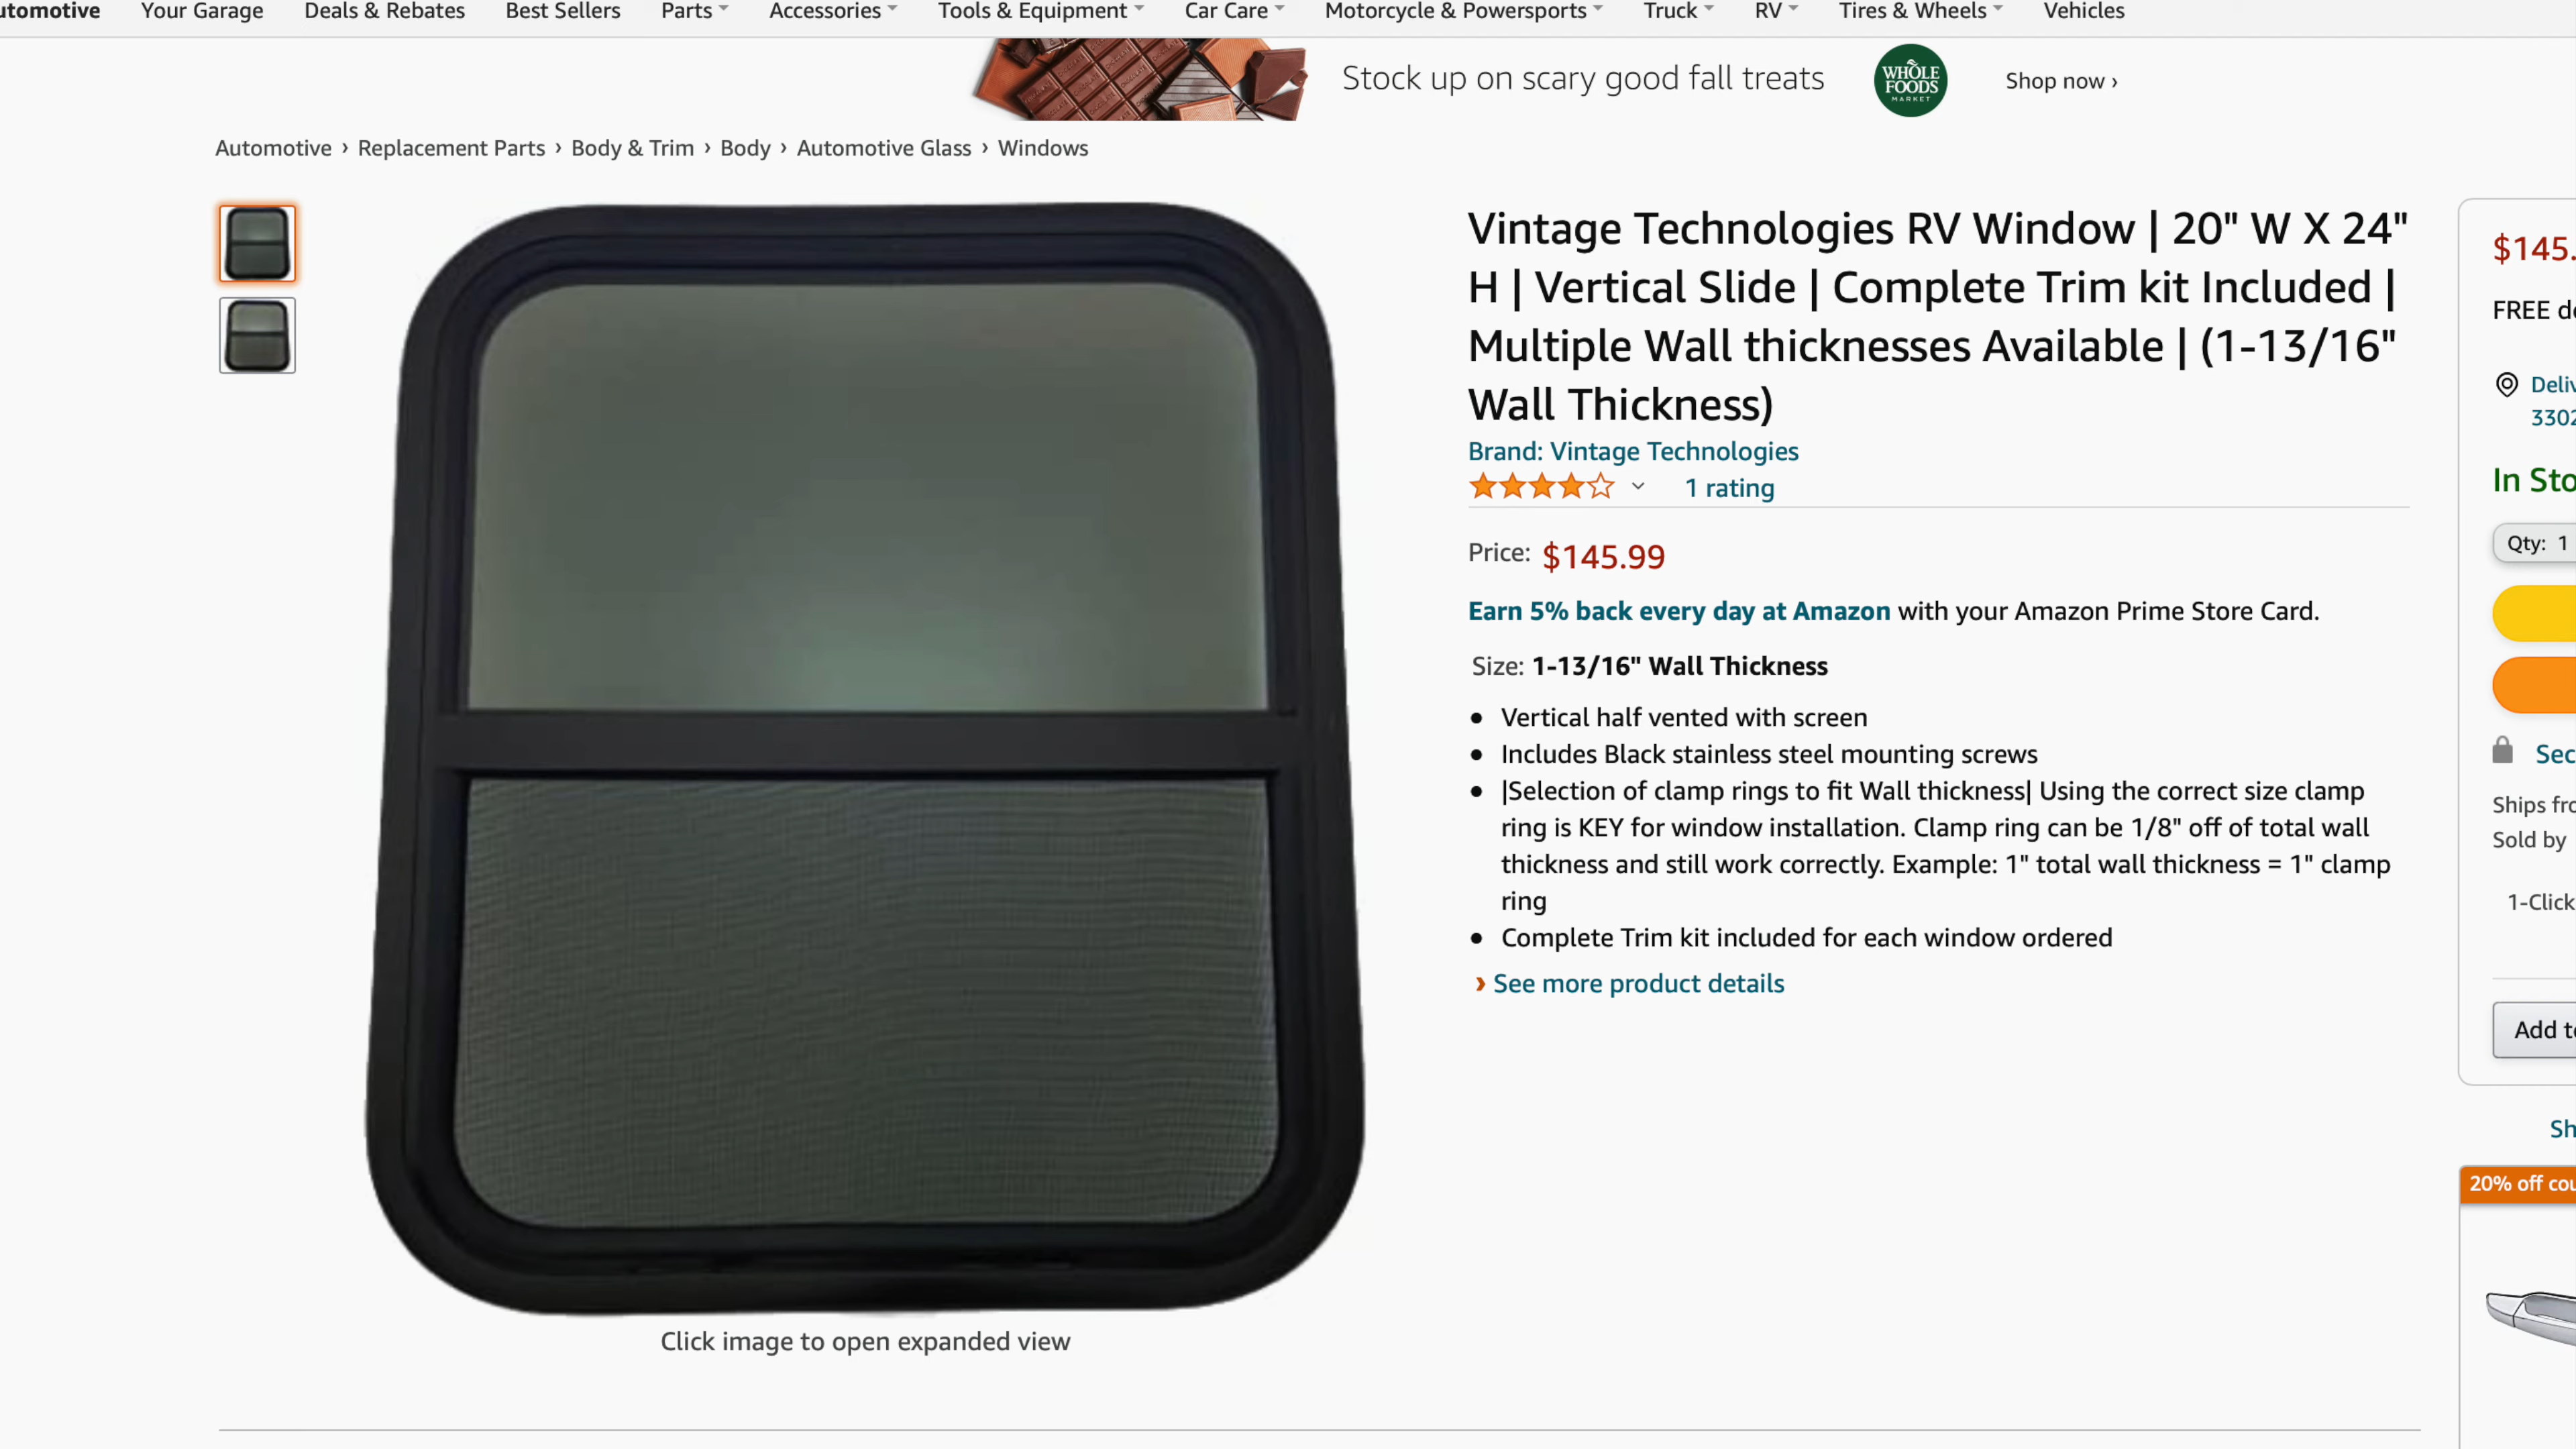 Your Garage Deals & Rebates Best Sellers Parts Accessories Tools & Equipment Car Care Motorcycle & Powersports Truck RV Tires & Wheels Vehicles
Stock up on scary good fall treats
WHOLE
FOODS
MARKET
Shop now ›
Automotive › Replacement Parts › Body & Trim › Body › Automotive Glass › Windows
Vintage Technologies RV Window | 20" W X 24"
H | Vertical Slide | Complete Trim kit Included |
Multiple Wall thicknesses Available | (1-13/16"
Wall Thickness)
Brand: Vintage Technologies
1 rating
Price: $145.99
Earn 5% back every day at Amazon with your Amazon Prime Store Card.
Size: 1-13/16" Wall Thickness
• Vertical half vented with screen
• Includes Black stainless steel mounting screws
• |Selection of clamp rings to fit Wall thickness| Using the correct size clamp
ring is KEY for window installation. Clamp ring can be 1/8" off of total wall
thickness and still work correctly. Example: 1" total wall thickness = 1" clamp
ring
• Complete Trim kit included for each window ordered
› See more product details
Click image to open expanded view
$145.
FREE
In
Qty: 1
Ships
Sold by
1-Click
Add
20% off